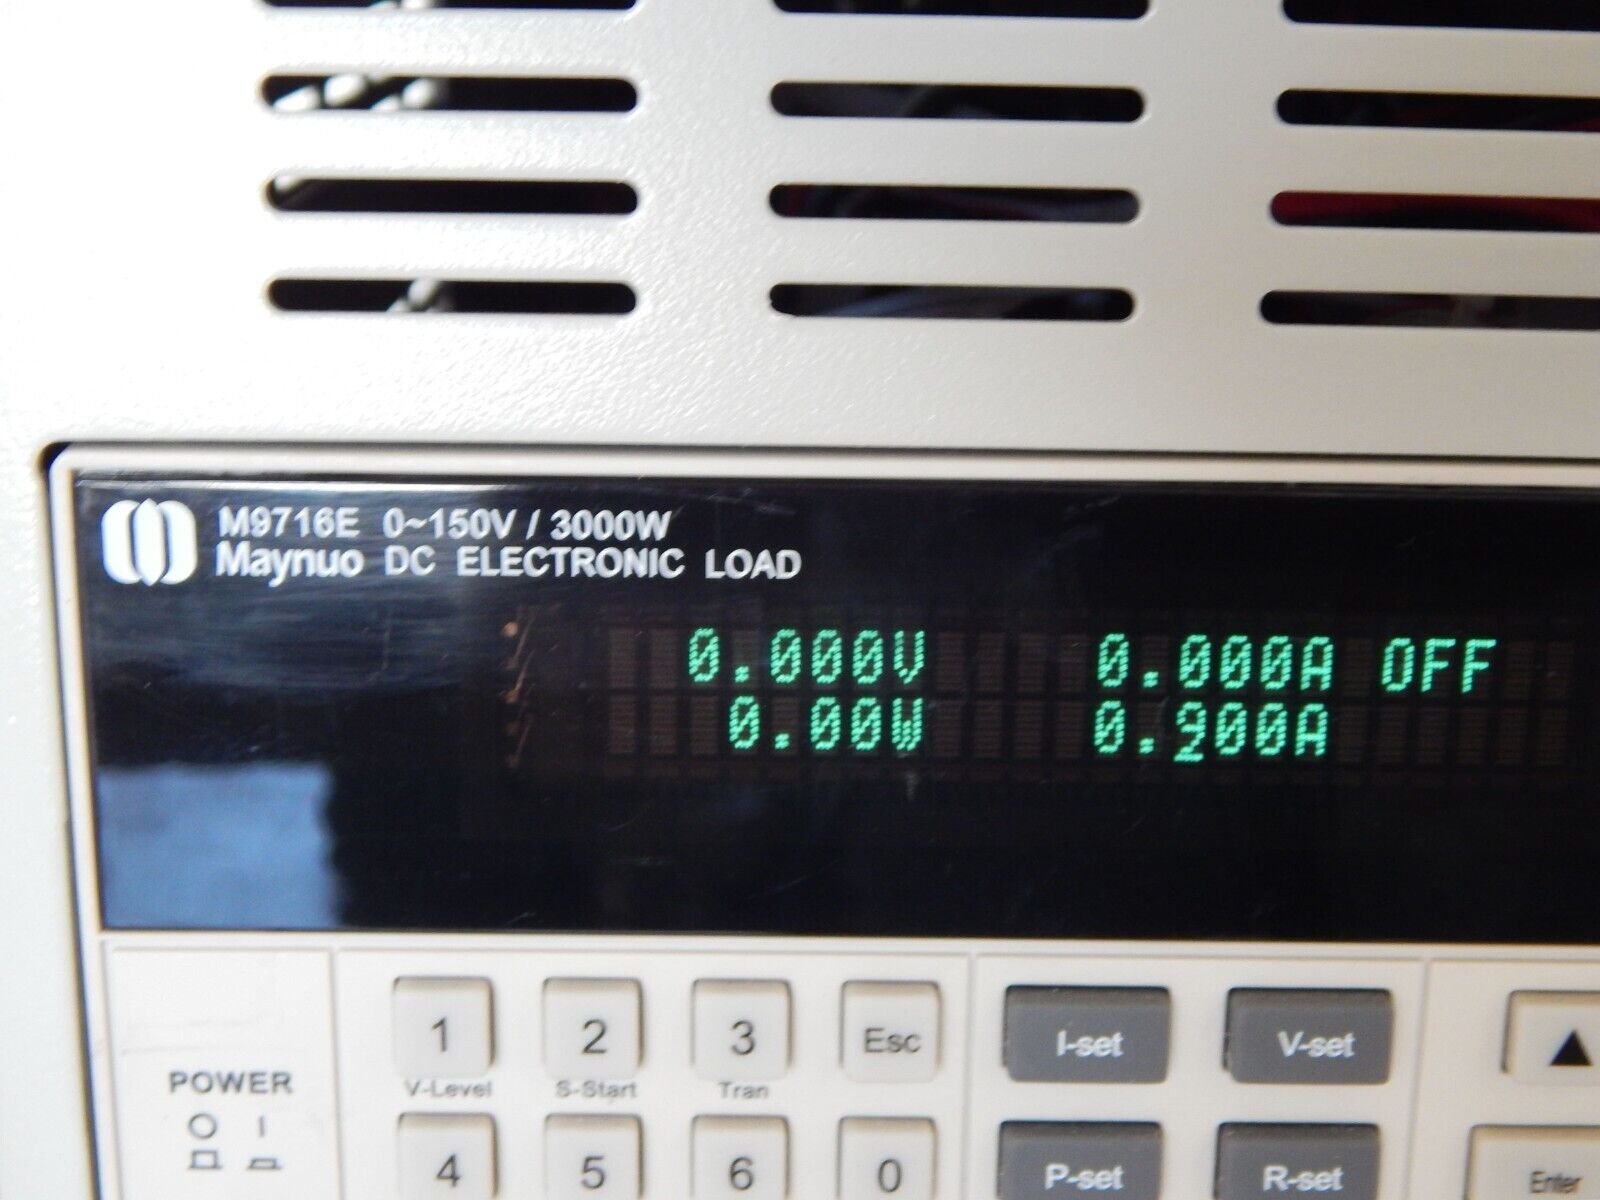 M9716E 0~150V / 3000W
Maynuo DC ELECTRONIC LOAD
0.000V 0.000A OFF
0.00W 0.900A
1 2 3 Esc I-set V-set ▲
V-Level S-Start Tran
POWER
4 5 6 0 P-set R-set Enter